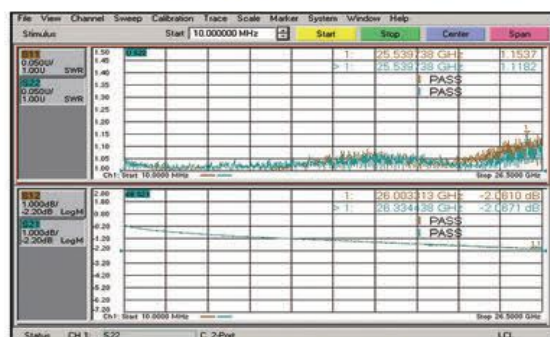 File View Channel Sweep Calibration Trace Scale Marker System Window Help
Stimulus Start 10.000000 MHz Start Stop Center Span
S11
0.050U/
1.00U SWR
S22
0.050U/
1.00U SWR
1.50
1.45
1.40
1.35
1.30
1.25
1.20
1.15
1.10
1.05
1.00
1: 25.539738 GHz 1.1537
> 1: 25.539738 GHz 1.1182
PASS
PASS
Ch1: Start 10.0000 MHz Stop 26.5000 GHz
S12
1.000dB/
-2.20dB LogM
S21
1.000dB/
-2.20dB LogM
2.80
1.80
0.80
-0.20
-1.20
-2.20
-3.20
-4.20
-5.20
-6.20
-7.20
1: 26.003313 GHz -2.0610 dB
> 1: 26.334438 GHz -2.0671 dB
PASS
PASS
Ch1: Start 10.0000 MHz Stop 26.5000 GHz
Status CH 1: S22 C 2-Port LCL